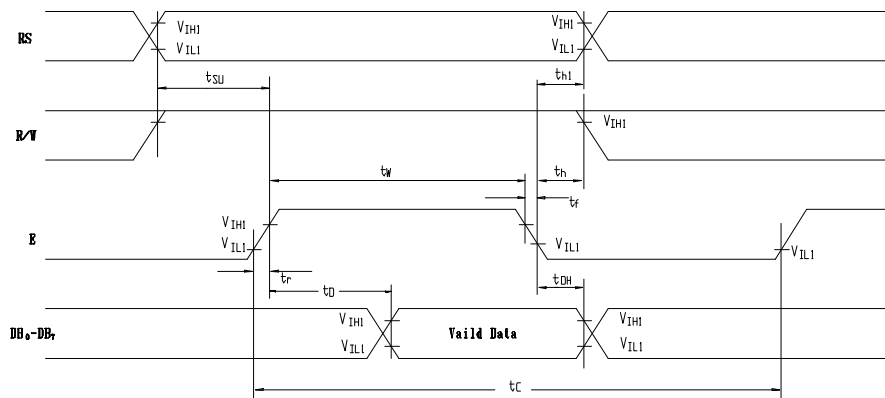 RS
VIH1
VIL1
VIH1
VIL1
tSU
th1
R/W
VIH1
tW
th
tf
E
VIH1
VIL1
VIL1
VIL1
tr
tD
tDH
DB0-DB7
VIH1
VIL1
Vaild Data
VIH1
VIL1
tC